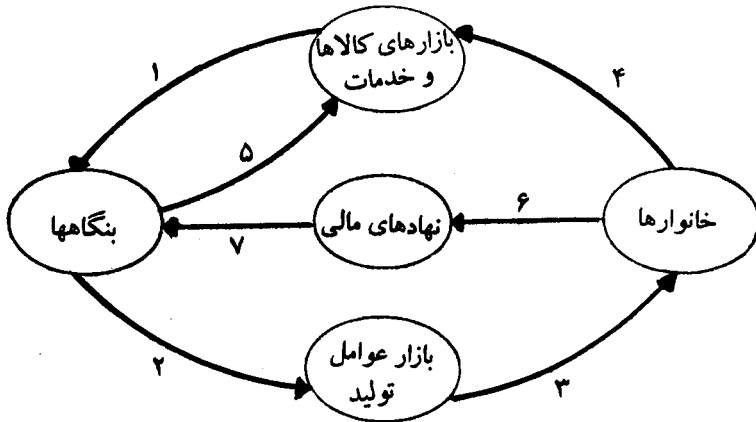 بازارهای کالاها
و خدمات
۱
۴
۵
بنگاهها
نهادهای مالی
خانوارها
۷
۶
بازار عوامل
تولید
۲
۳